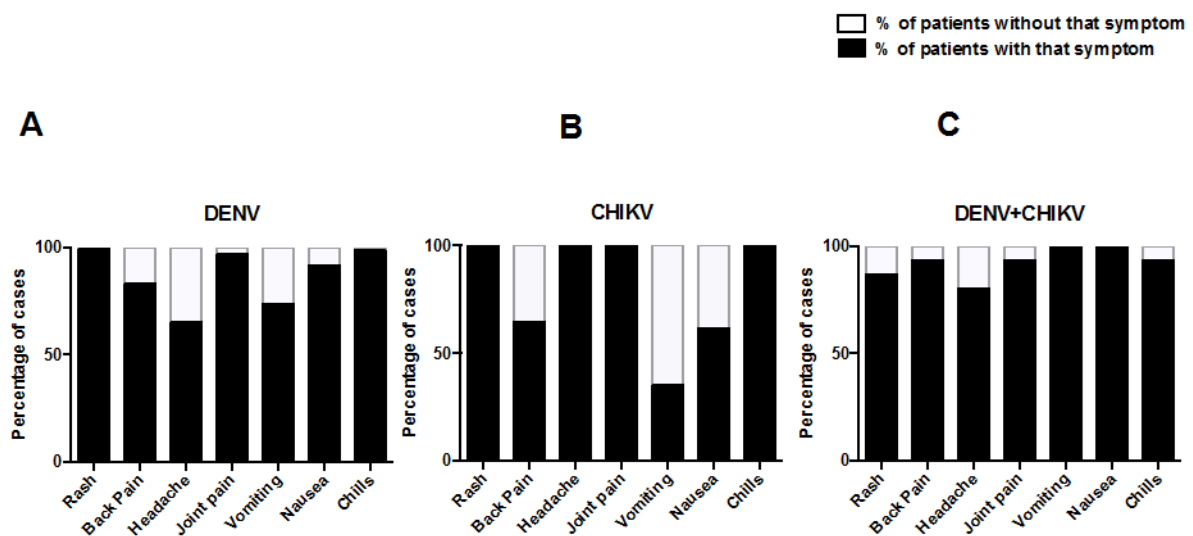 % of patients without that symptom
% of patients with that symptom
A
B
C
DENV
CHIKV
DENV+CHIKV
Percentage of cases
100
50
0
Rash
Back Pain
Headache
Joint pain
Vomiting
Nausea
Chills
Percentage of cases
100
50
0
Rash
Back Pain
Headache
Joint pain
Vomiting
Nausea
Chills
Percentage of cases
100
50
0
Rash
Back Pain
Headache
Joint pain
Vomiting
Nausea
Chills